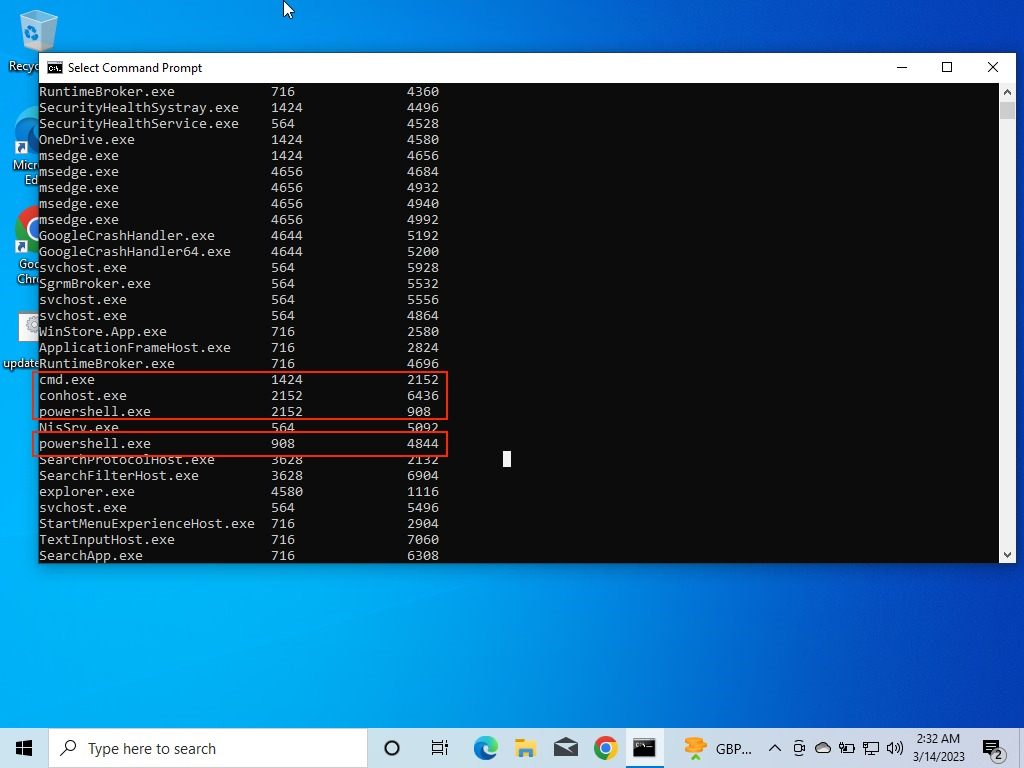 Recyc
Select Command Prompt
RuntimeBroker.exe 716 4360
SecurityHealthSystray.exe 1424 4496
SecurityHealthService.exe 564 4528
OneDrive.exe 1424 4580
msedge.exe 1424 4656
msedge.exe 4656 4684
msedge.exe 4656 4932
msedge.exe 4656 4940
msedge.exe 4656 4992
GoogleCrashHandler.exe 4644 5192
GoogleCrashHandler64.exe 4644 5200
svchost.exe 564 5928
SgrmBroker.exe 564 5532
svchost.exe 564 5556
svchost.exe 564 4864
WinStore.App.exe 716 2580
ApplicationFrameHost.exe 716 2824
RuntimeBroker.exe 716 4696
cmd.exe 1424 2152
conhost.exe 2152 6436
powershell.exe 2152 908
NisSrv.exe 564 5092
powershell.exe 908 4844
SearchProtocolHost.exe 3628 2132
SearchFilterHost.exe 3628 6904
explorer.exe 4580 1116
svchost.exe 564 5496
StartMenuExperienceHost.exe 716 2904
TextInputHost.exe 716 7060
SearchApp.exe 716 6308
Micr
Ed
Goo
Chr
update
Type here to search
GBP...
2:32 AM
3/14/2023
2